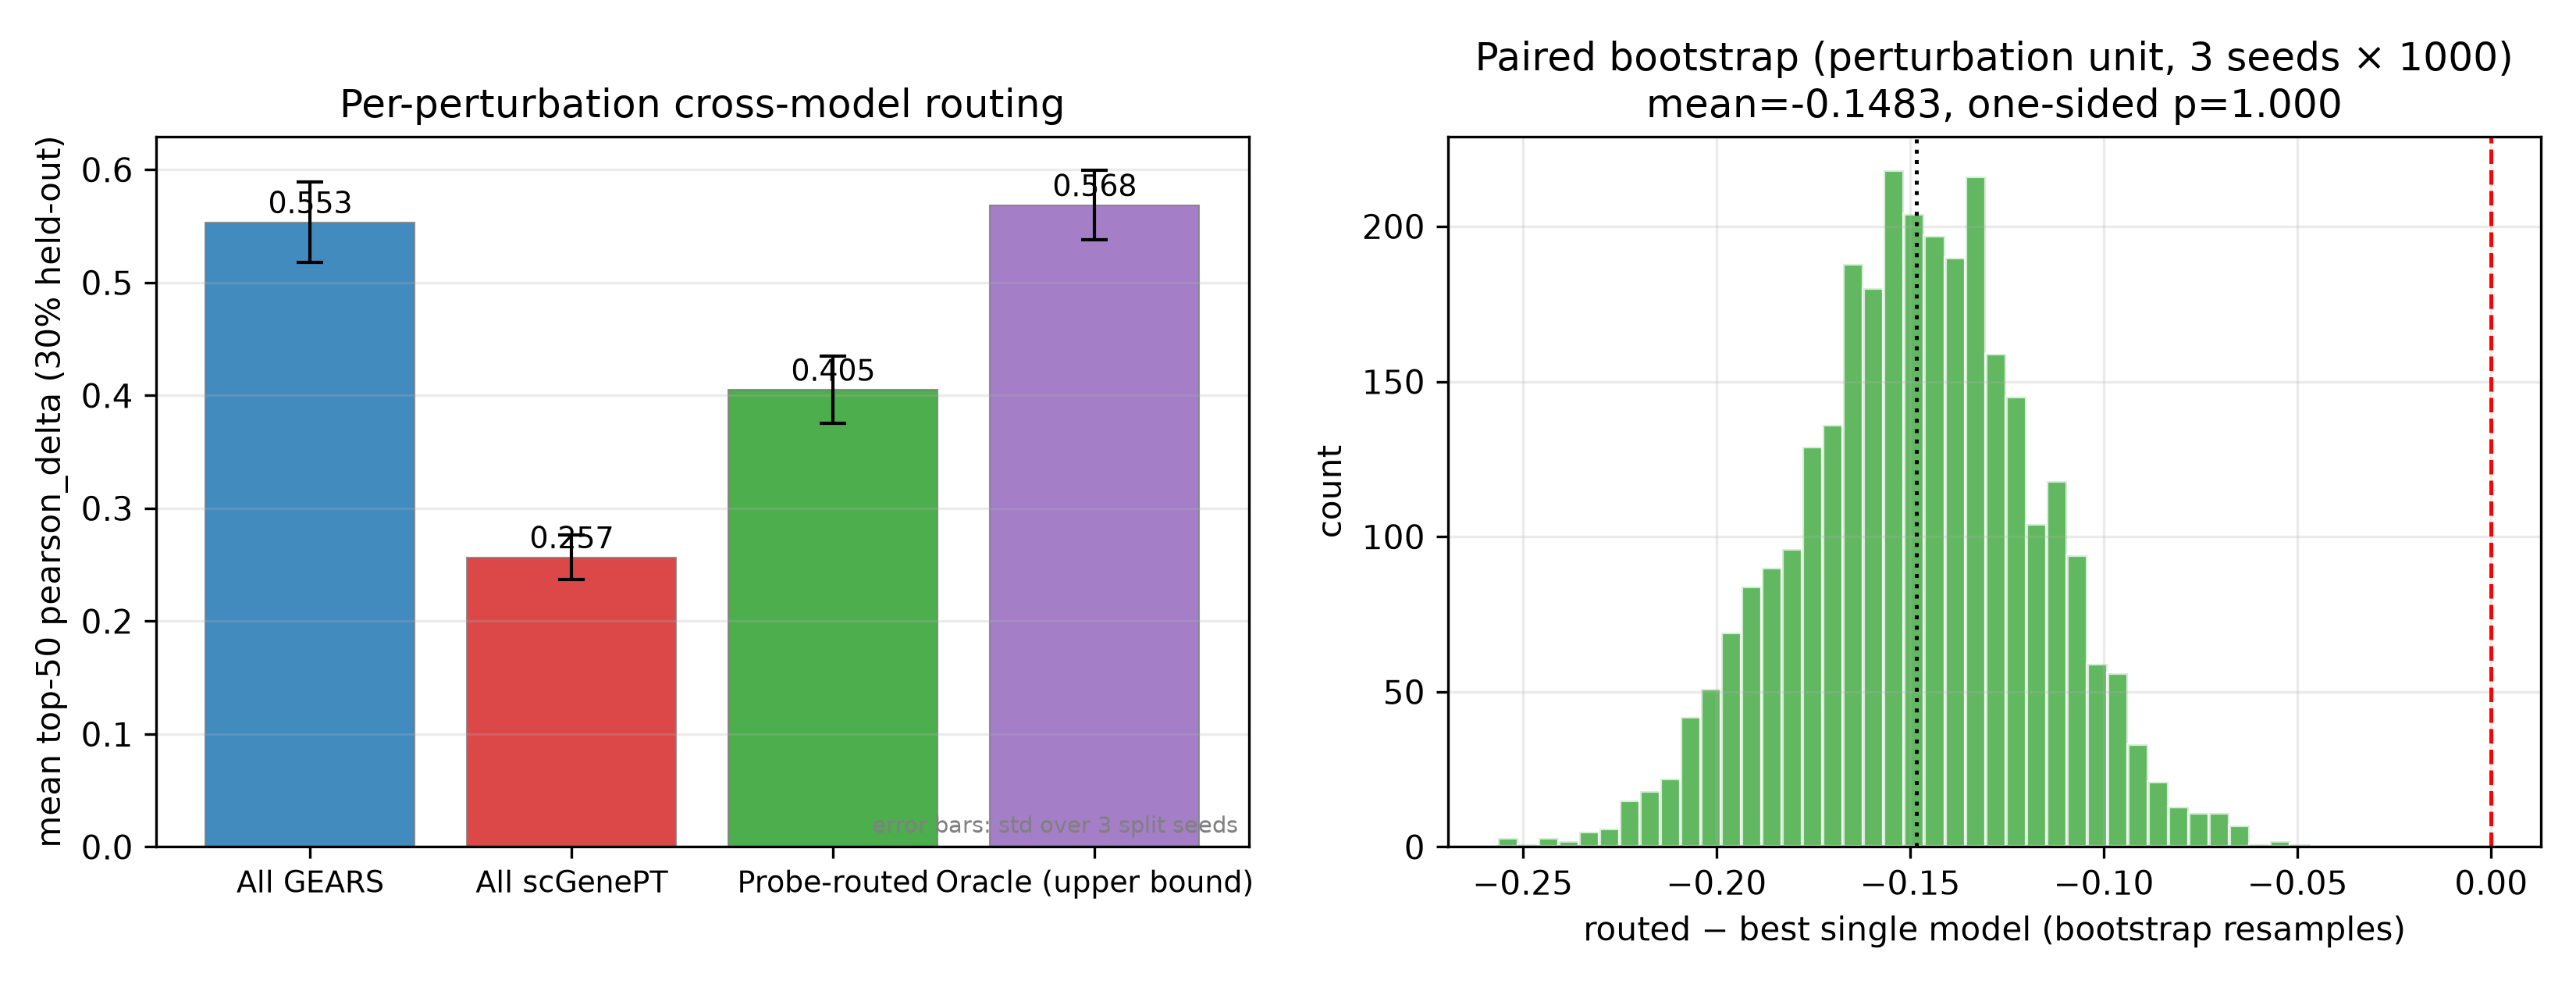 Per-perturbation cross-model routing
mean top-50 pearson_delta (30% held-out)
0.6
0.5
0.4
0.3
0.2
0.1
0.0
0.553
0.257
0.405
0.568
error bars: std over 3 split seeds
All GEARS
All scGenePT
Probe-routed
Oracle (upper bound)
Paired bootstrap (perturbation unit, 3 seeds × 1000)
mean=-0.1483, one-sided p=1.000
count
200
150
100
50
0
−0.25
−0.20
−0.15
−0.10
−0.05
0.00
routed − best single model (bootstrap resamples)